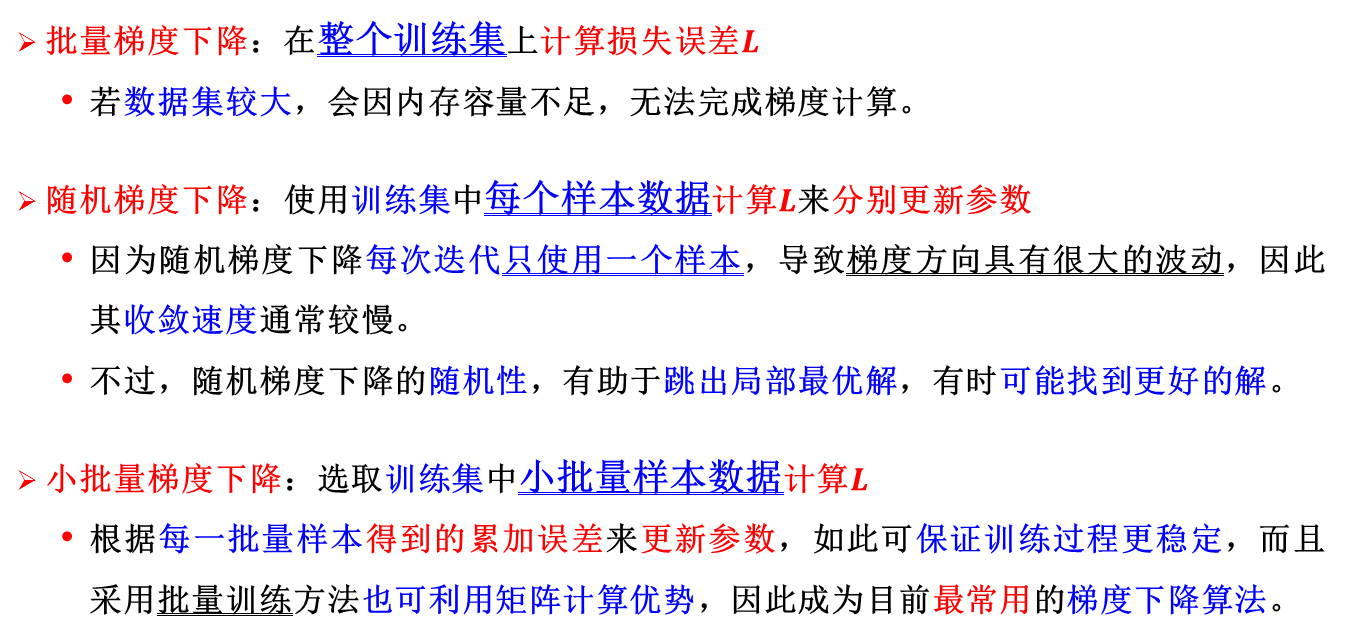 ➢ 批量梯度下降：在整个训练集上计算损失误差L
• 若数据集较大，会因内存容量不足，无法完成梯度计算。
➢ 随机梯度下降：使用训练集中每个样本数据计算L来分别更新参数
• 因为随机梯度下降每次迭代只使用一个样本，导致梯度方向具有很大的波动，因此
其收敛速度通常较慢。
• 不过，随机梯度下降的随机性，有助于跳出局部最优解，有时可能找到更好的解。
➢ 小批量梯度下降：选取训练集中小批量样本数据计算L
• 根据每一批量样本得到的累加误差来更新参数，如此可保证训练过程更稳定，而且
采用批量训练方法也可利用矩阵计算优势，因此成为目前最常用的梯度下降算法。